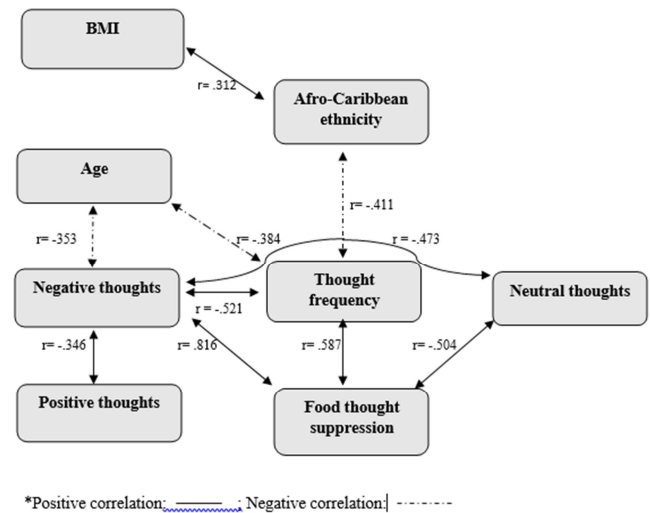 BMI
r= .312
Afro-Caribbean
ethnicity
Age
r= -.411
r= -353
r= -.384
r= -.473
Negative thoughts
Thought
frequency
Neutral thoughts
r = -.521
r= -.346
r= .816
r= .587
r= -.504
Positive thoughts
Food thought
suppression
*Positive correlation: ; Negative correlation: